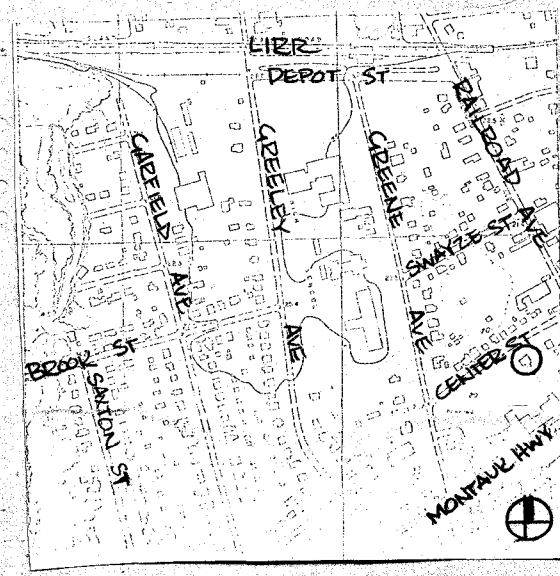 LIRR
DEPOT ST
RAILROAD AVE
GARFIELD AVE
GREELEY AVE
GREENE AVE
SWAYZE ST
BROOK ST
SAXTON ST
CENTER ST
MONTAUK HWY.